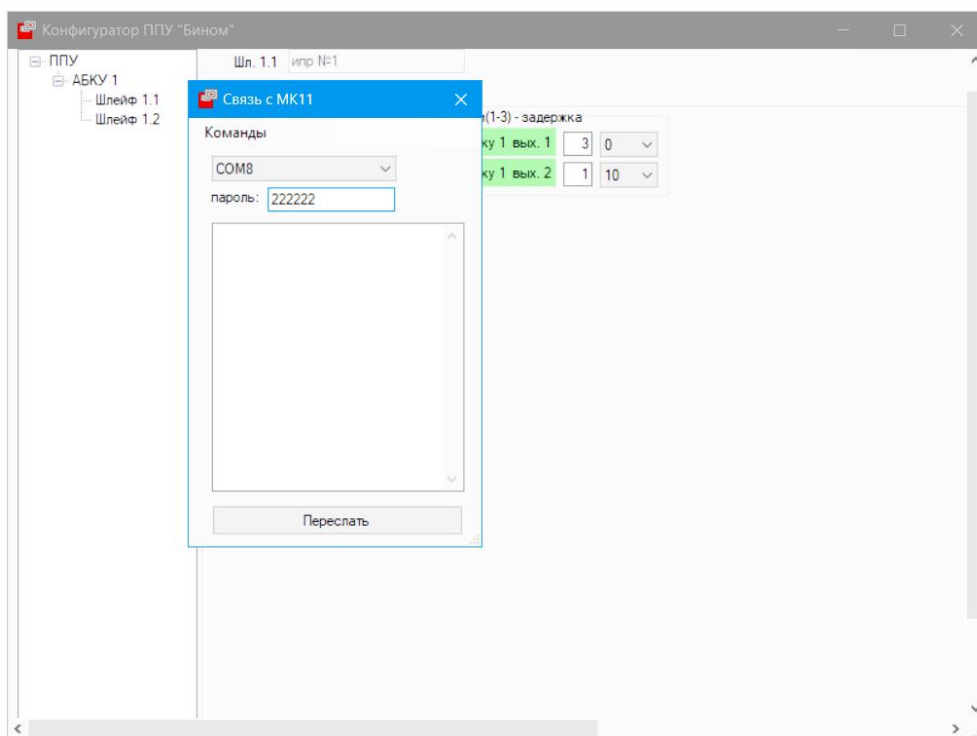 Конфигуратор ППУ "Бином"
ППУ
АБКУ 1
Шлейф 1.1
Шлейф 1.2
Шл. 1.1 ипр №1
Связь с МК11
Команды
COM8
пароль: 222222
Переслать
(1-3) - задержка
ку 1 вых. 1 3 0
ку 1 вых. 2 1 10